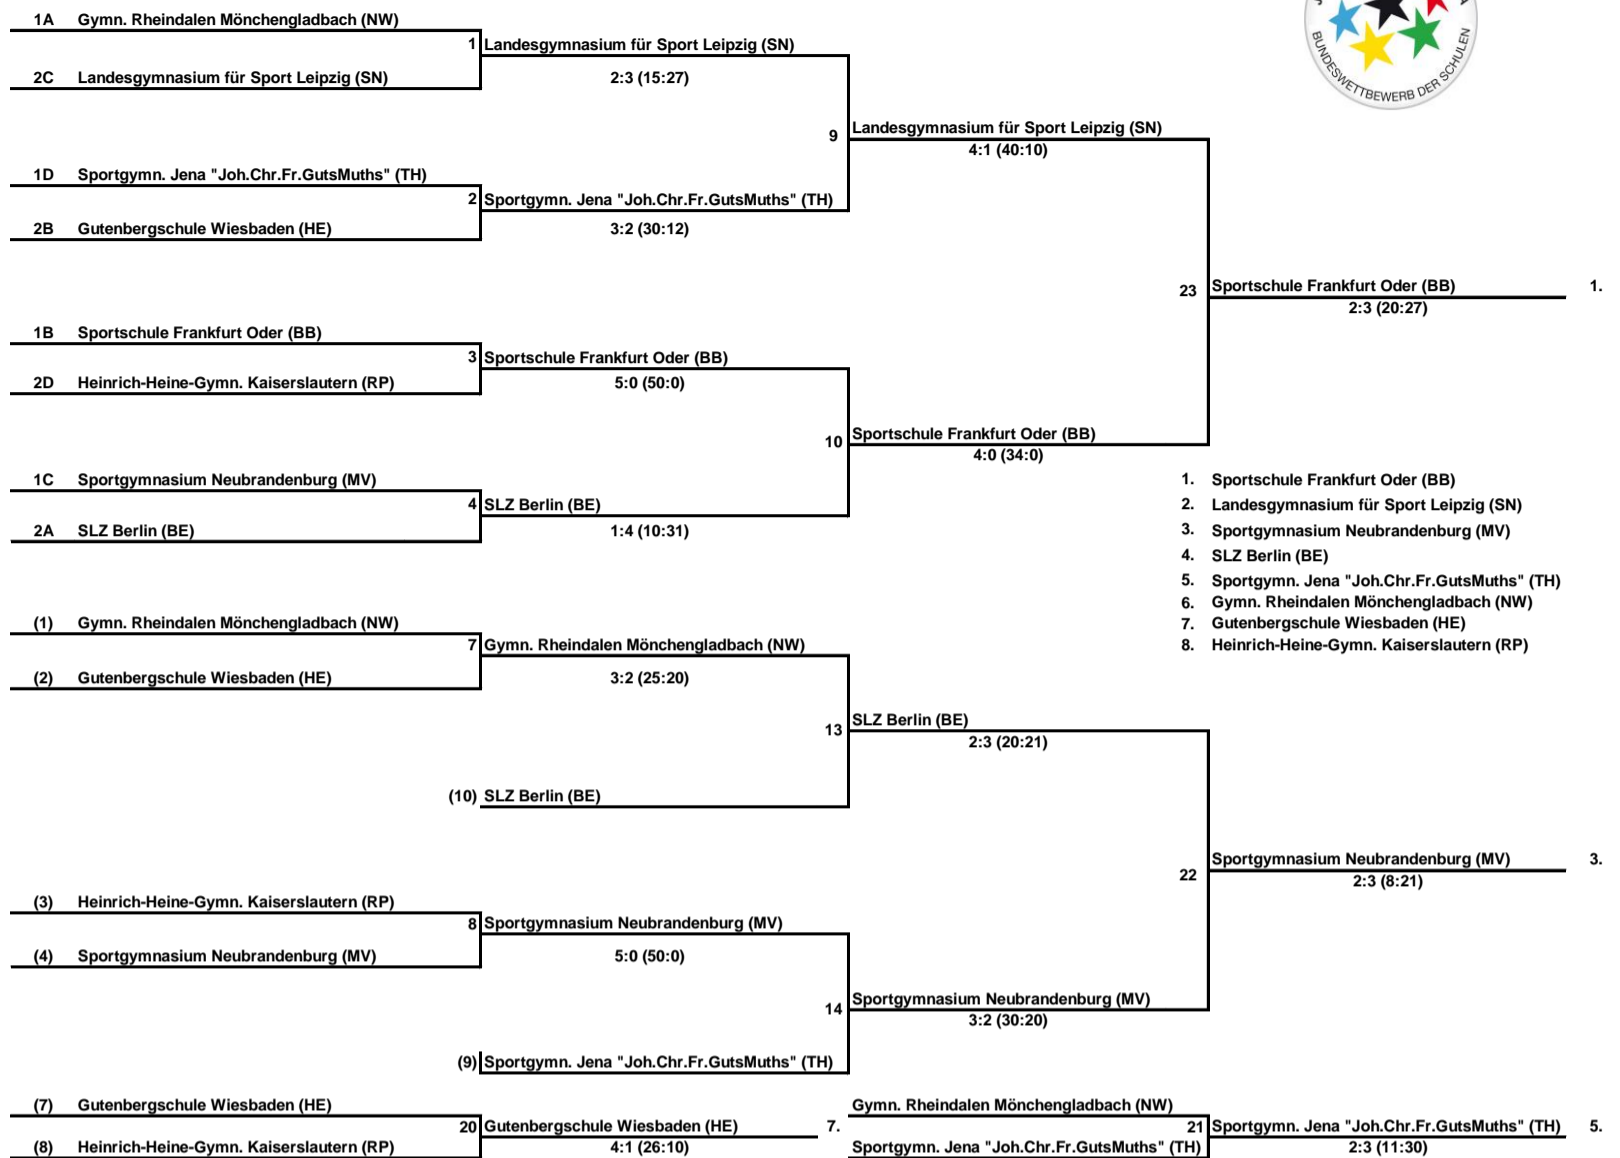 1A Gymn. Rheindalen Mönchengladbach (NW)
1 Landesgymnasium für Sport Leipzig (SN)
2C Landesgymnasium für Sport Leipzig (SN)
2:3 (15:27)
BUNDESWETTBEWERB DER SCHULEN
9 Landesgymnasium für Sport Leipzig (SN)
4:1 (40:10)
1D Sportgymn. Jena "Joh.Chr.Fr.GutsMuths" (TH)
2 Sportgymn. Jena "Joh.Chr.Fr.GutsMuths" (TH)
2B Gutenbergschule Wiesbaden (HE)
3:2 (30:12)
23 Sportschule Frankfurt Oder (BB) 1.
2:3 (20:27)
1B Sportschule Frankfurt Oder (BB)
3 Sportschule Frankfurt Oder (BB)
2D Heinrich-Heine-Gymn. Kaiserslautern (RP)
5:0 (50:0)
10 Sportschule Frankfurt Oder (BB)
4:0 (34:0)
1C Sportgymnasium Neubrandenburg (MV)
4 SLZ Berlin (BE)
2A SLZ Berlin (BE)
1:4 (10:31)
1. Sportschule Frankfurt Oder (BB)
2. Landesgymnasium für Sport Leipzig (SN)
3. Sportgymnasium Neubrandenburg (MV)
4. SLZ Berlin (BE)
5. Sportgymn. Jena "Joh.Chr.Fr.GutsMuths" (TH)
6. Gymn. Rheindalen Mönchengladbach (NW)
7. Gutenbergschule Wiesbaden (HE)
8. Heinrich-Heine-Gymn. Kaiserslautern (RP)
(1) Gymn. Rheindalen Mönchengladbach (NW)
7 Gymn. Rheindalen Mönchengladbach (NW)
(2) Gutenbergschule Wiesbaden (HE)
3:2 (25:20)
13 SLZ Berlin (BE)
2:3 (20:21)
(10) SLZ Berlin (BE)
22 Sportgymnasium Neubrandenburg (MV) 3.
2:3 (8:21)
(3) Heinrich-Heine-Gymn. Kaiserslautern (RP)
8 Sportgymnasium Neubrandenburg (MV)
(4) Sportgymnasium Neubrandenburg (MV)
5:0 (50:0)
14 Sportgymnasium Neubrandenburg (MV)
3:2 (30:20)
(9) Sportgymn. Jena "Joh.Chr.Fr.GutsMuths" (TH)
(7) Gutenbergschule Wiesbaden (HE)
20 Gutenbergschule Wiesbaden (HE) 7.
(8) Heinrich-Heine-Gymn. Kaiserslautern (RP)
4:1 (26:10)
Gymn. Rheindalen Mönchengladbach (NW)
21 Sportgymn. Jena "Joh.Chr.Fr.GutsMuths" (TH) 5.
Sportgymn. Jena "Joh.Chr.Fr.GutsMuths" (TH)
2:3 (11:30)